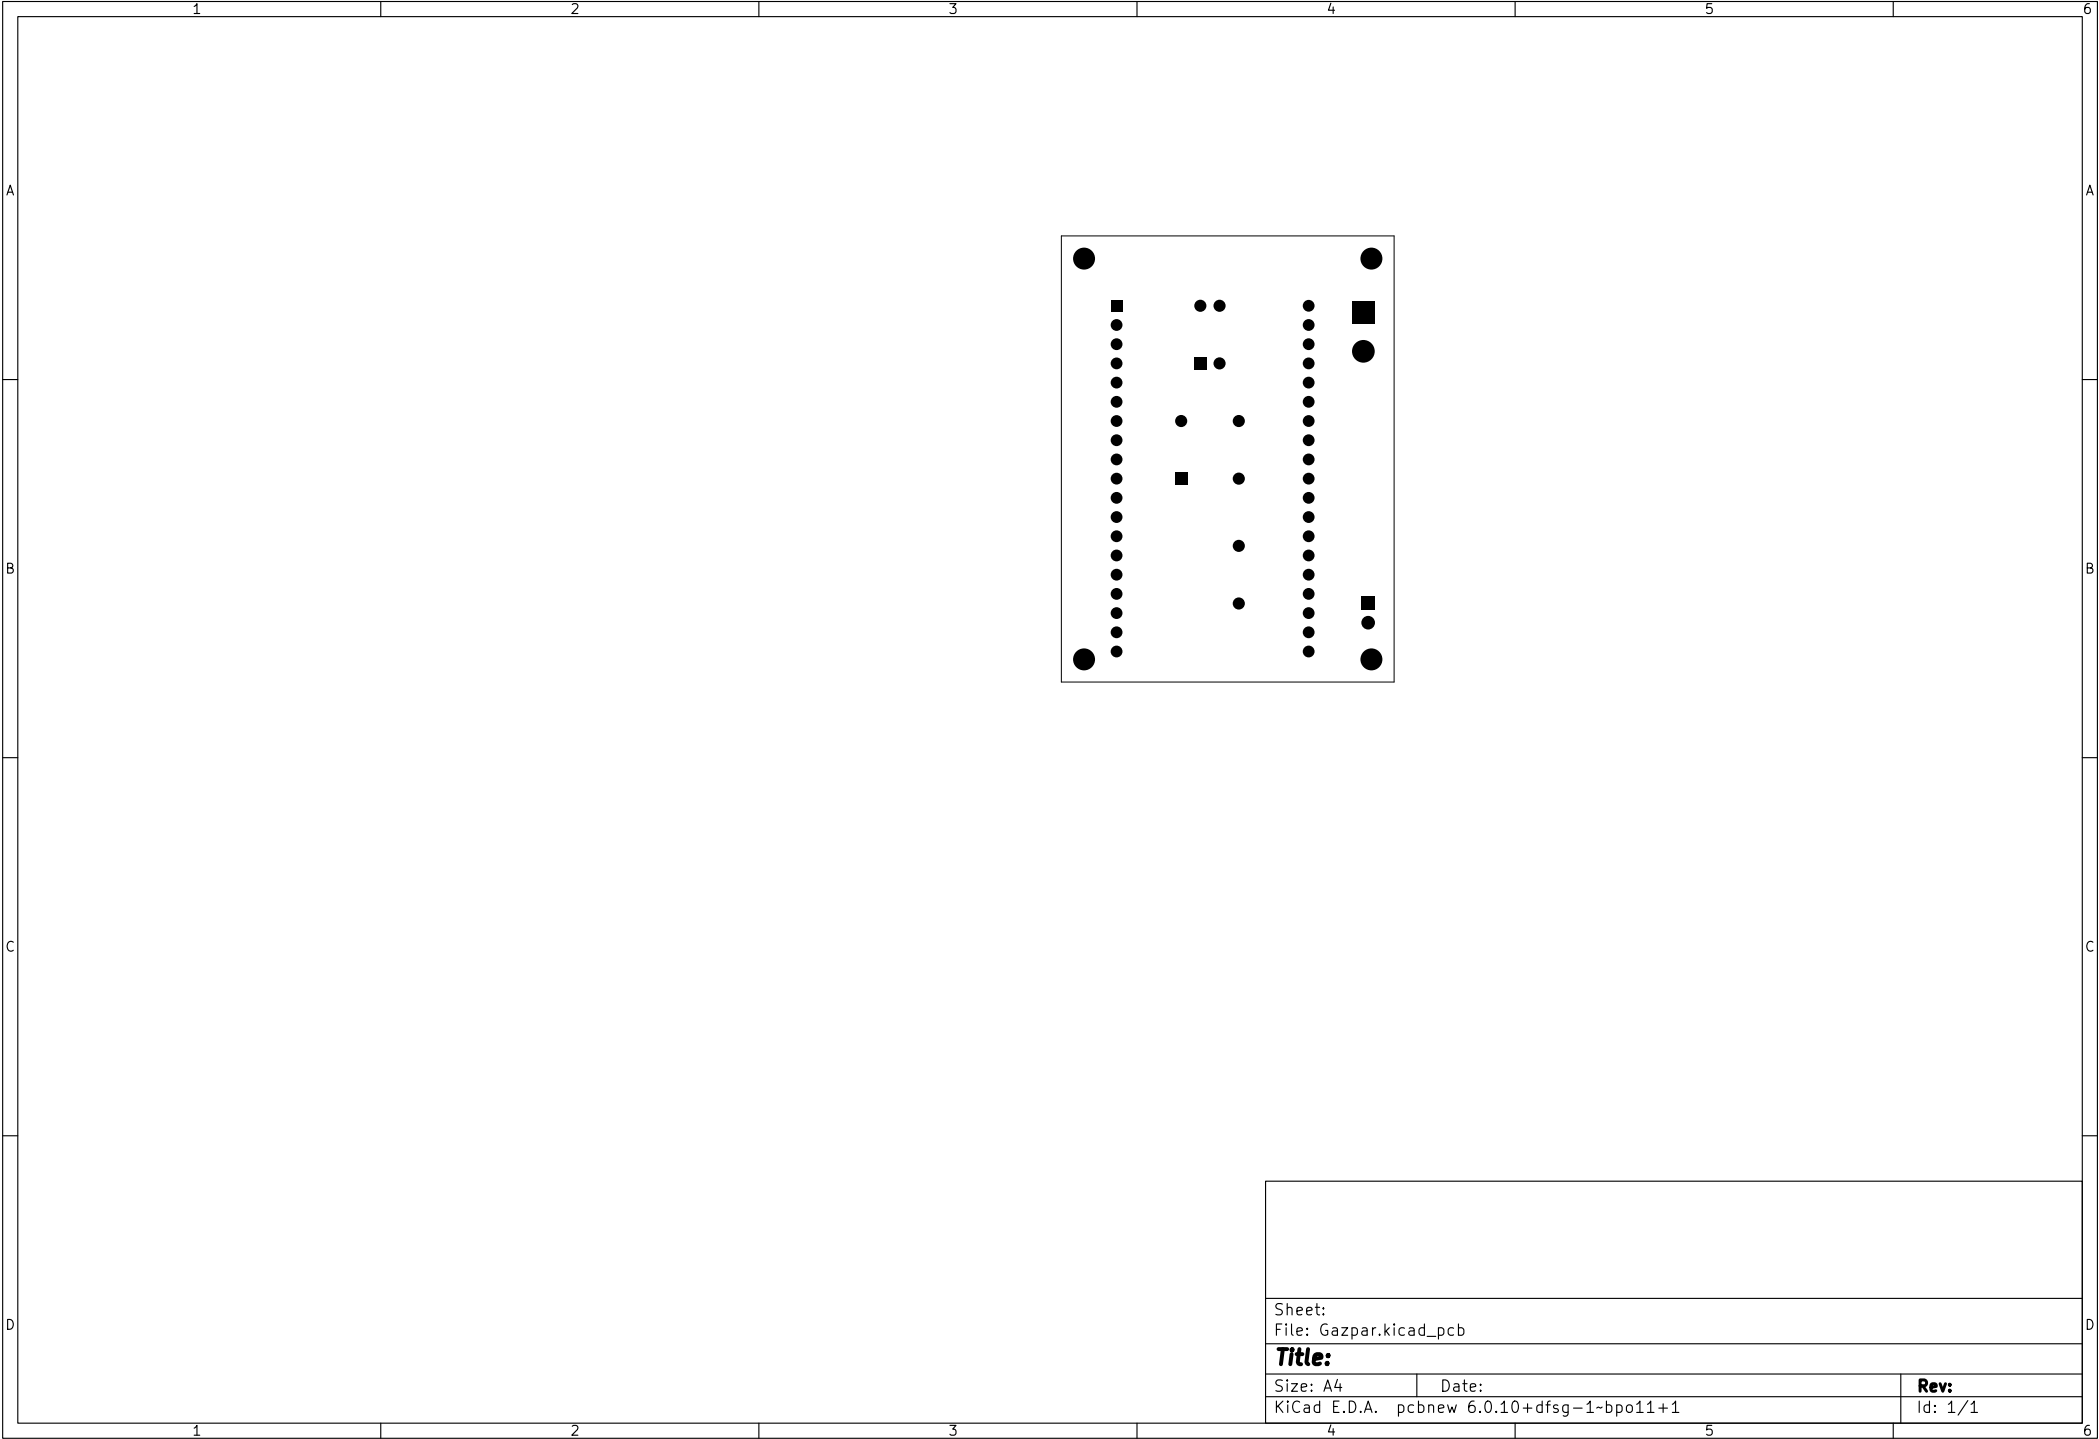 1 2 3 4 5 6
A A
B B
C C
Sheet:
File: Gazpar.kicad_pcb
D D
Title:
Size: A4 Date: Rev:
KiCad E.D.A. pcbnew 6.0.10+dfsg-1~bpo11+1 Id: 1/1
1 2 3 4 5 6